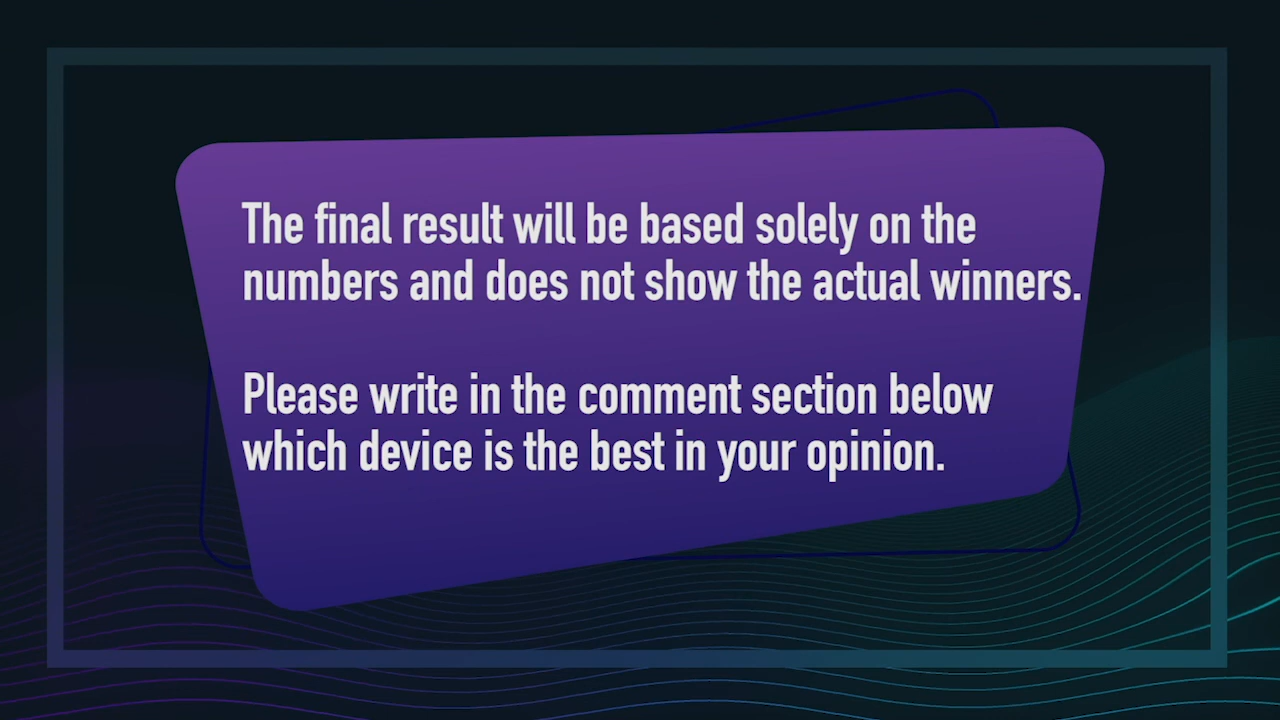 The final result will be based solely on the
numbers and does not show the actual winners.
Please write in the comment section below
which device is the best in your opinion.